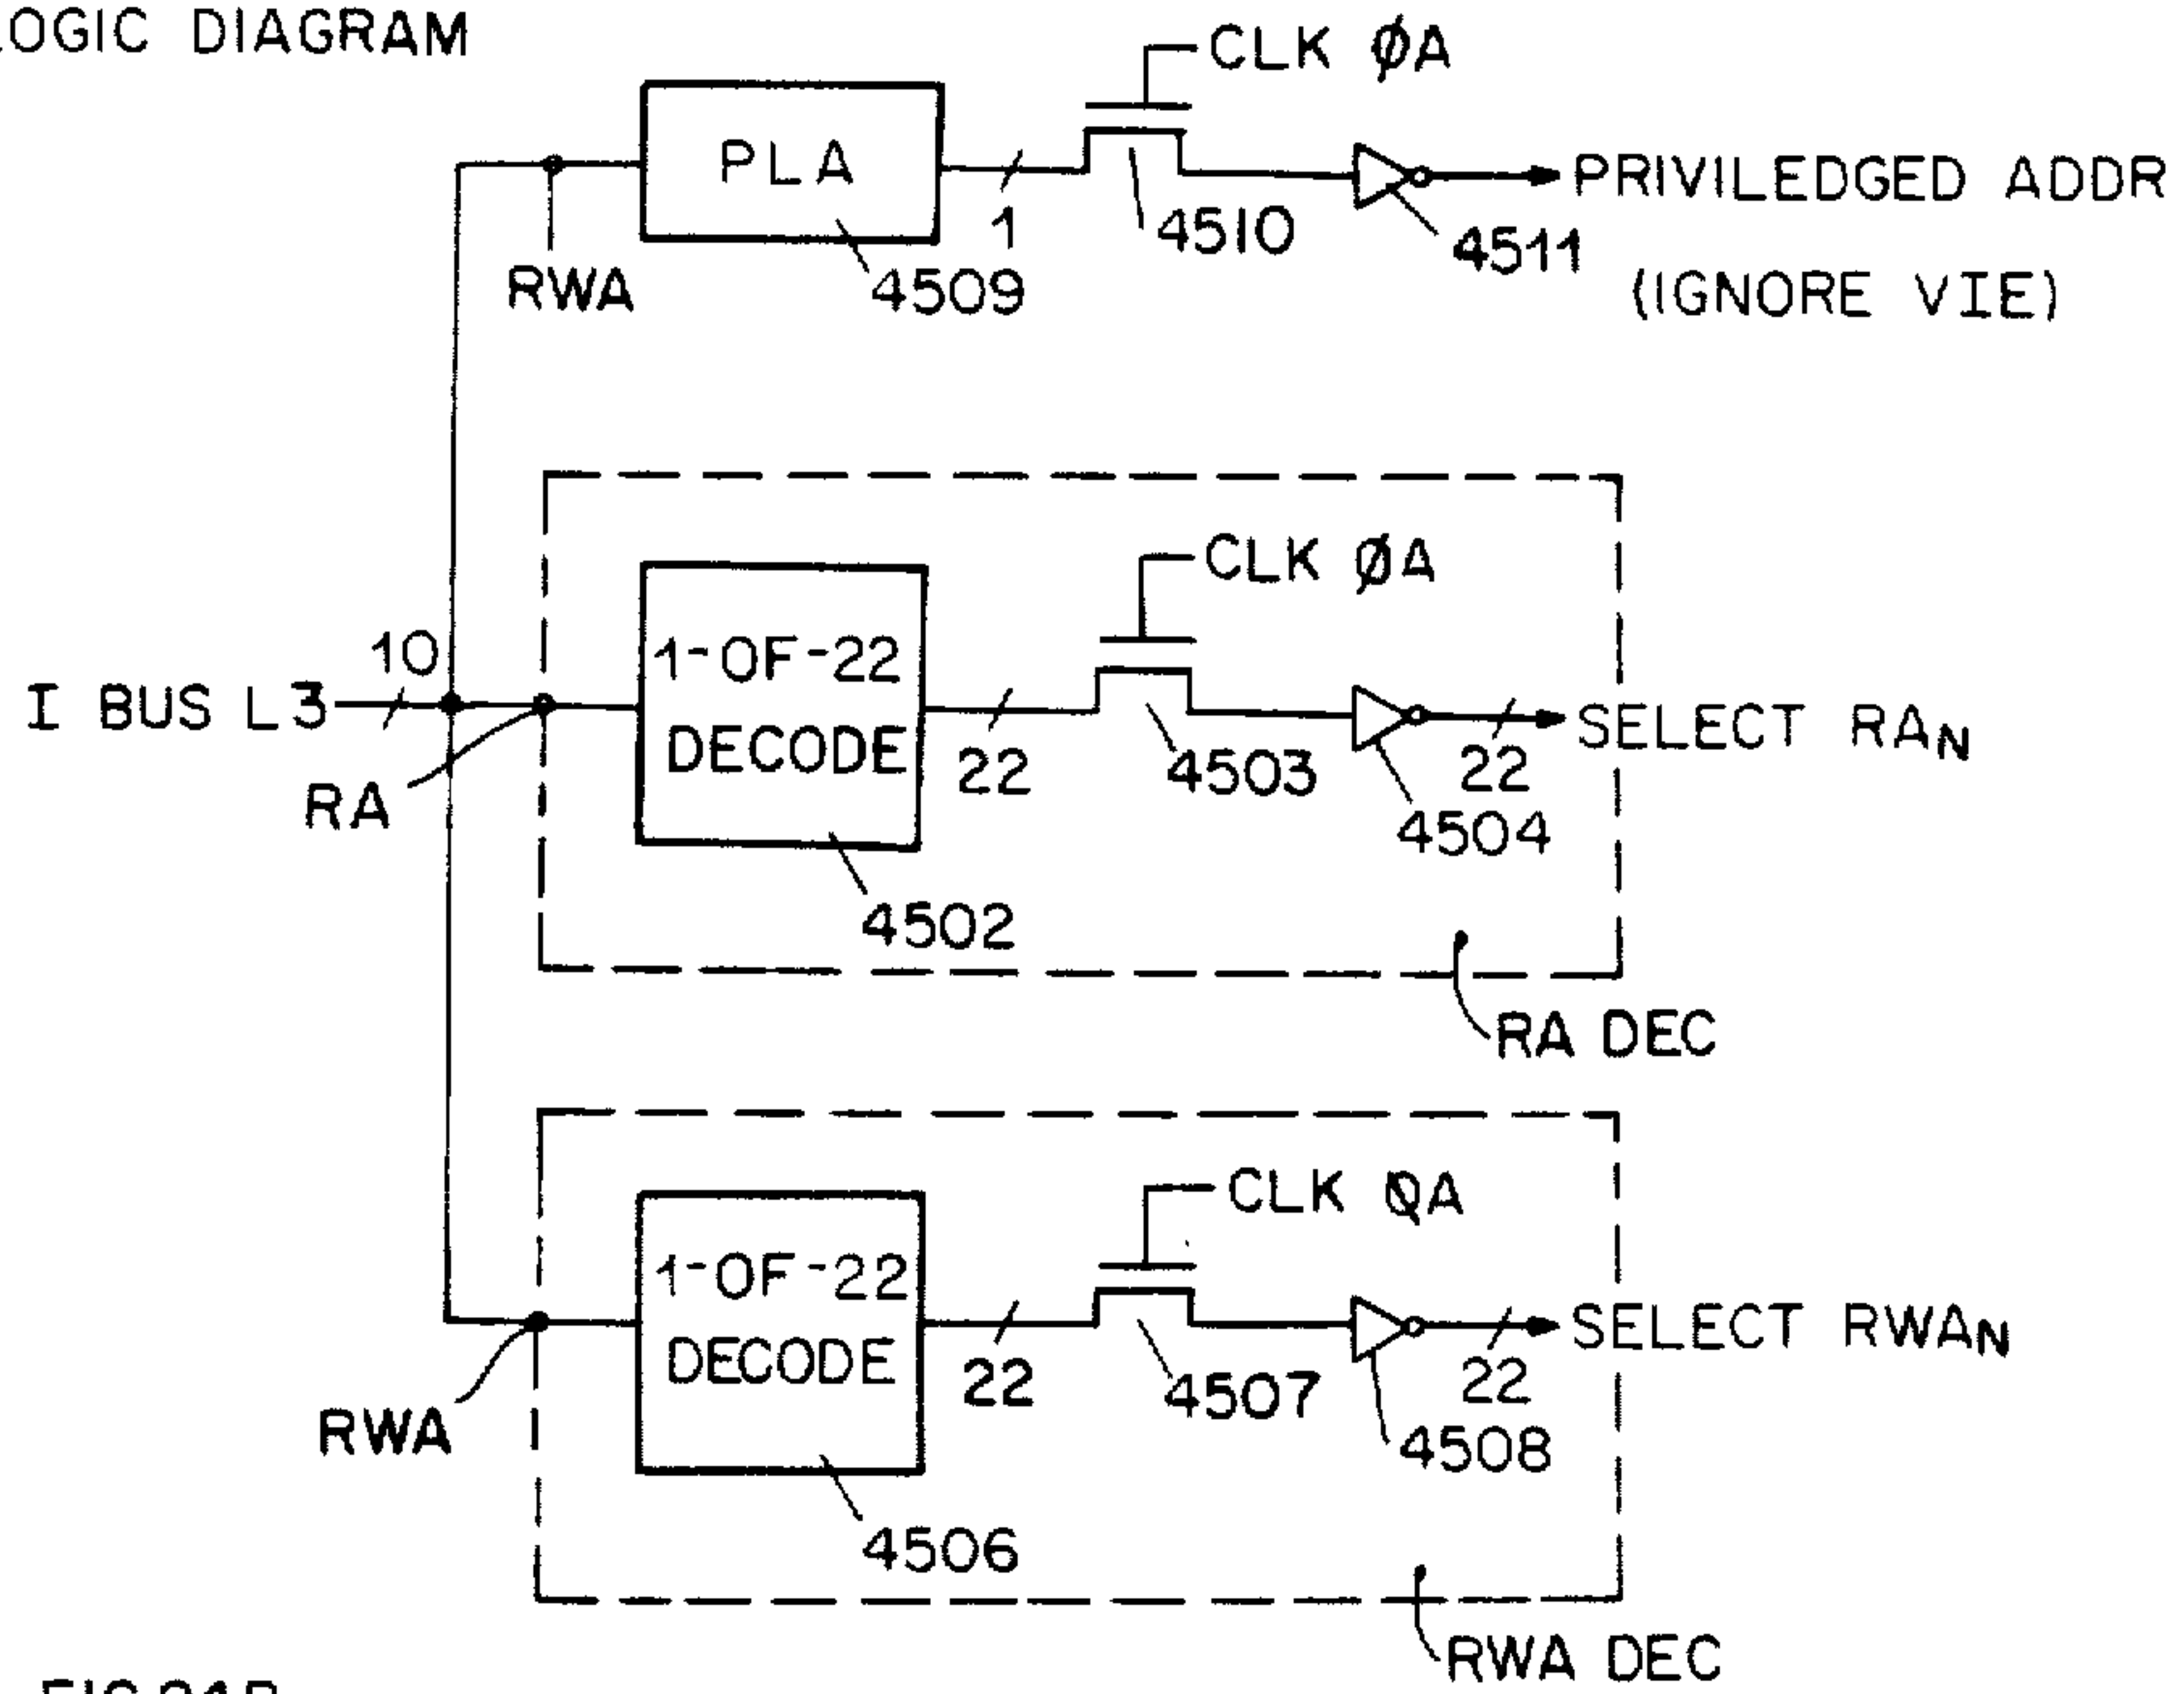 LOGIC DIAGRAM
CLK ØA
PLA
PRIVILEDGED ADDR
1
4510
4511
RWA
4509
(IGNORE VIE)
CLK ØA
10
1-OF-22
DECODE
I BUS L3
SELECT RAN
22
4503
22
RA
4504
4502
RA DEC
CLK ØA
1-OF-22
DECODE
SELECT RWAN
22
4507
22
RWA
4508
4506
RWA DEC